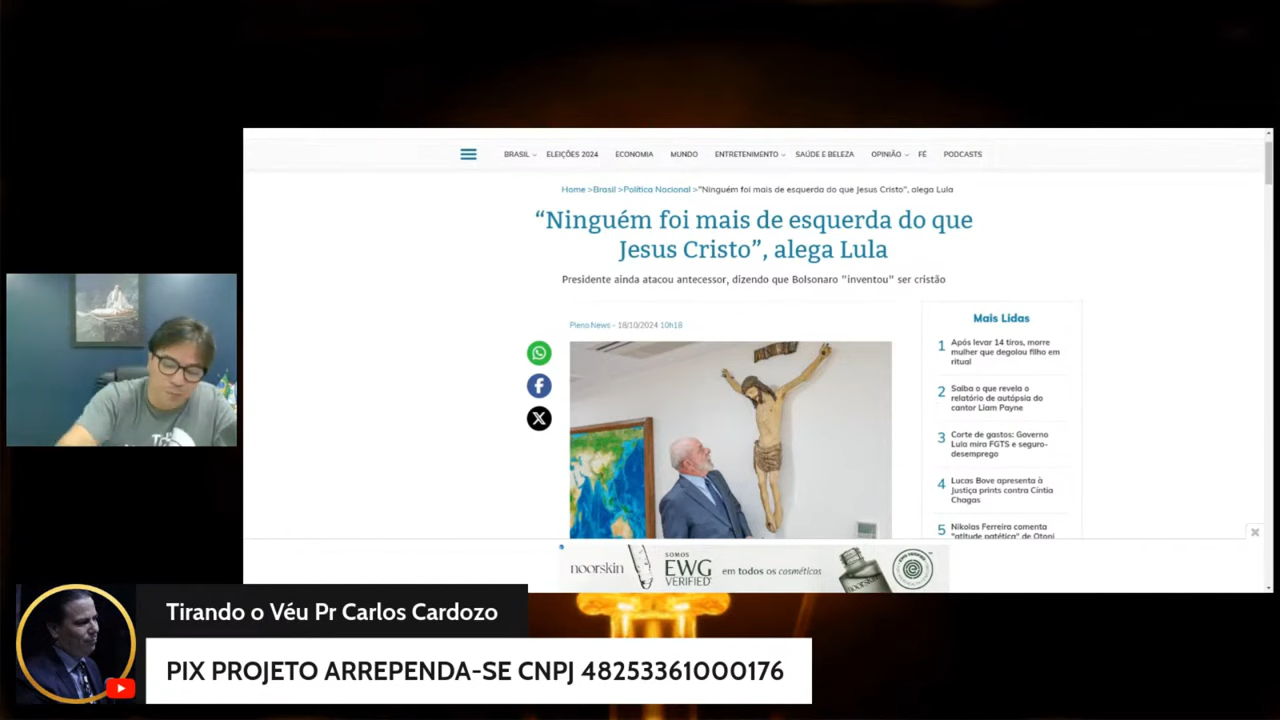 BRASIL ELEIÇÕES 2024 ECONOMIA MUNDO ENTRETENIMENTO SAÚDE E BELEZA OPINIÃO FÉ PODCASTS
Home >Brasil >Política Nacional >"Ninguém foi mais de esquerda do que Jesus Cristo", alega Lula
“Ninguém foi mais de esquerda do que
Jesus Cristo”, alega Lula
Presidente ainda atacou antecessor, dizendo que Bolsonaro "inventou" ser cristão
Pleno News - 18/10/2024 10h18
Mais Lidas
1 Após levar 14 tiros, morre
mulher que degolou filho em
ritual
2 Saiba o que revela o
relatório de autópsia do
cantor Liam Payne
3 Corte de gastos: Governo
Lula mira FGTS e seguro-
desemprego
4 Lucas Bove apresenta à
Justiça prints contra Cíntia
Chagas
5 Nikolas Ferreira comenta
"atitude patética" de Otoni
noorskin
SOMOS
EWG
VERIFIED
em todos os cosméticos
Tirando o Véu Pr Carlos Cardozo
PIX PROJETO ARREPENDA-SE CNPJ 48253361000176